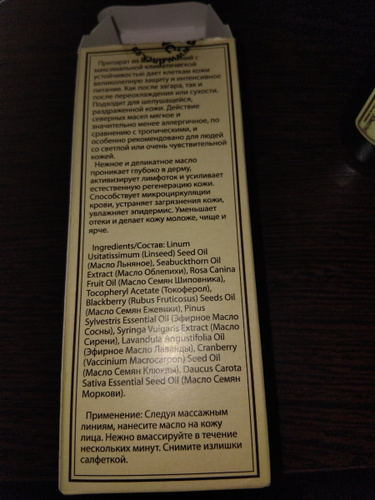 Препарат из
максимальной климатической
устойчивостью дает клеткам кожи
великолепную защиту и интенсивное
питание. Как после загара, так и
после переохлаждения или сухости.
Подходит для шелушащейся,
раздраженной кожи. Действие
северных масел мягкое и
значительно менее аллергичное, по
сравнению с тропическими, и
особенно рекомендовано для людей
со светлой или очень чувствительной
кожей.
Нежное и деликатное масло
проникает глубоко в дерму,
активизирует лимфоток и усиливает
естественную регенерацию кожи.
Способствует микроциркуляции
крови, устраняет загрязнения кожи,
увлажняет эпидермис. Уменьшает
отеки и делает кожу моложе, чище и
ярче.
Ingredients/Состав: Linum
Usitatissimum (Linseed) Seed Oil
(Масло Льняное), Seabuckthorn Oil
Extract (Масло Облепихи), Rosa Canina
Fruit Oil (Масло Семян Шиповника),
Tocopheryl Acetate (Токоферол),
Blackberry (Rubus Fruticosus) Seeds Oil
(Масло Семян Ежевики), Pinus
Sylvestris Essential Oil (Эфирное Масло
Сосны), Syringa Vulgaris Extract (Масло
Сирени), Lavandula Angustifolia Oil
(Эфирное Масло Лаванды), Cranberry
(Vaccinium Macrocarpon) Seed Oil
(Масло Семян Клюквы), Daucus Carota
Sativa Essential Seed Oil (Масло Семян
Моркови).
Применение: Следуя массажным
линиям, нанесите масло на кожу
лица. Нежно вмассируйте в течение
нескольких минут. Снимите излишки
салфеткой.